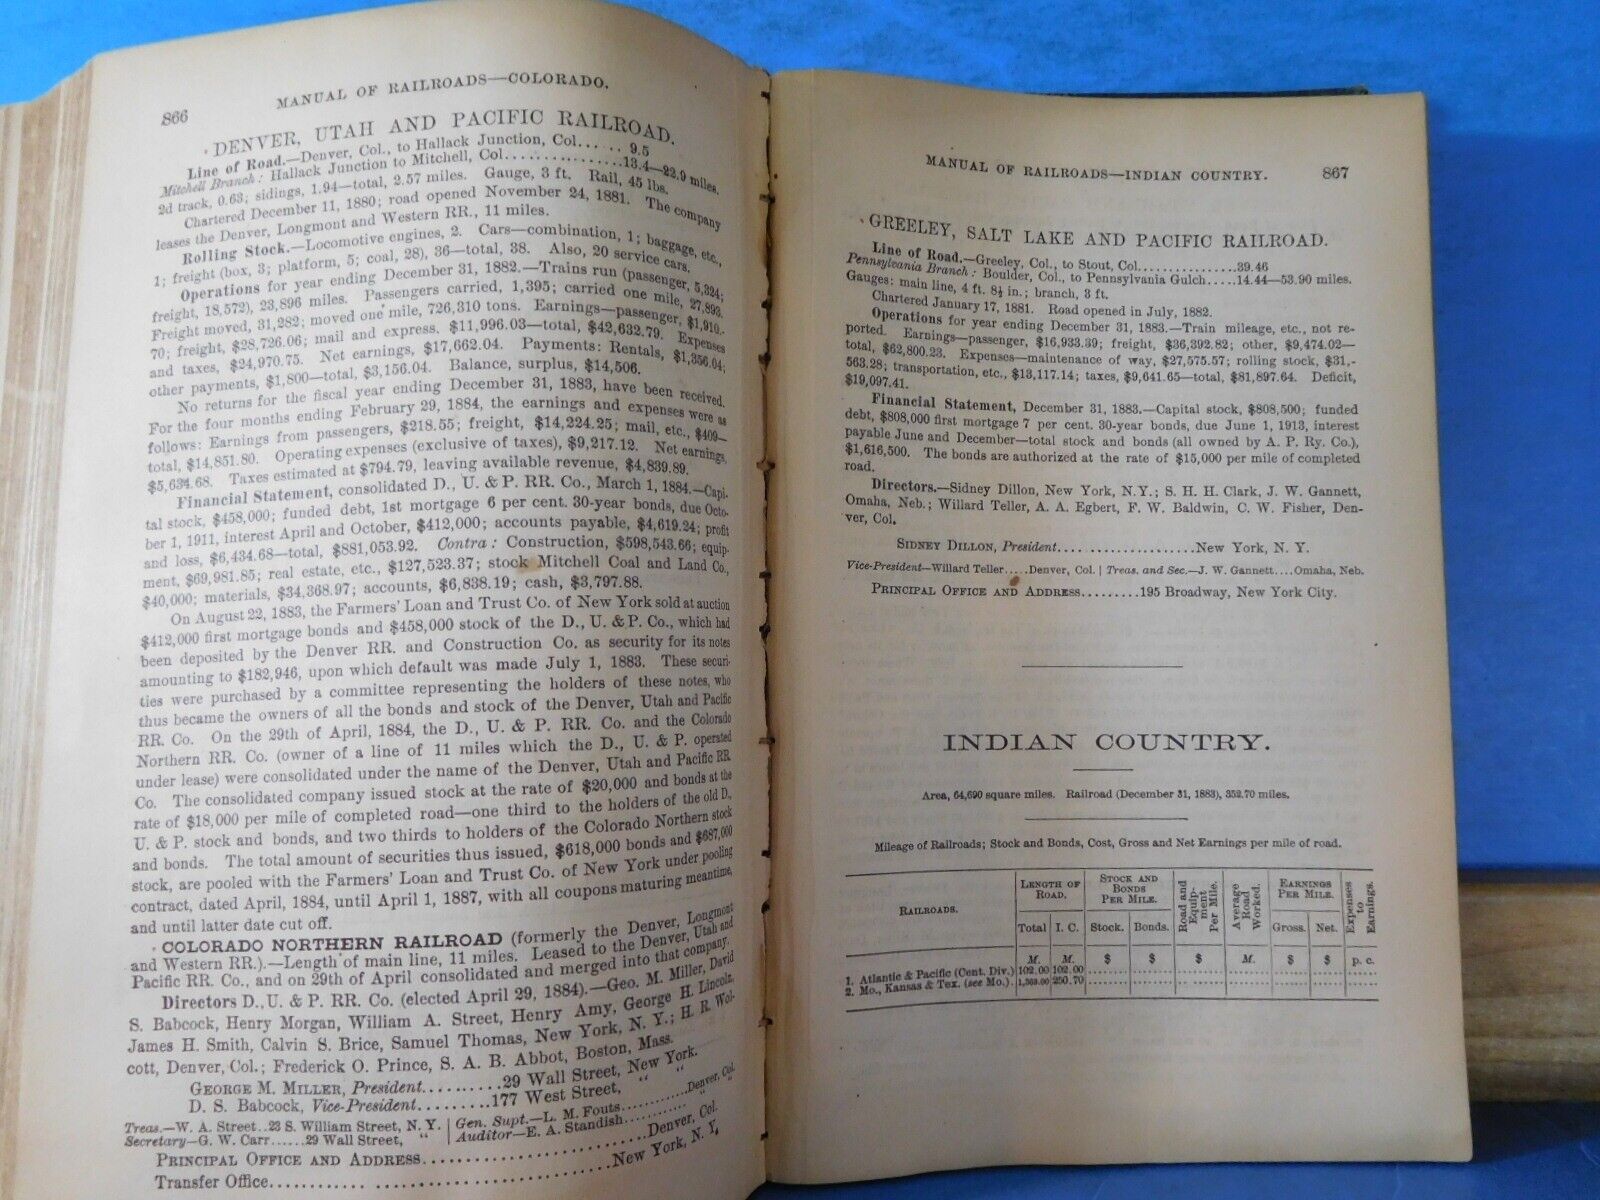 866
MANUAL OF RAILROADS—COLORADO.
DENVER, UTAH AND PACIFIC RAILROAD.
Line of Road.—Denver, Col., to Hallack Junction, Col...... 9.5
Mitchell Branch: Hallack Junction to Mitchell, Col................13.4—22.9 miles.
2d track, 0.63; sidings, 1.94—total, 2.57 miles. Gauge, 3 ft. Rail, 45 lbs.
Chartered December 11, 1880; road opened November 24, 1881. The company
leases the Denver, Longmont and Western RR., 11 miles.
Rolling Stock.—Locomotive engines, 2. Cars—combination, 1; baggage, etc.,
1; freight (box, 3; platform, 5; coal, 28), 36—total, 38. Also, 20 service cars.
Operations for year ending December 31, 1882.—Trains run (passenger, 5,324;
freight, 18,572), 23,896 miles. Passengers carried, 1,395; carried one mile, 27,893.
Freight moved, 31,282; moved one mile, 726,310 tons. Earnings—passenger, $1,910.-
70; freight, $28,726.06; mail and express. $11,996.03—total, $42,632.79. Expenses
and taxes, $24,970.75. Net earnings, $17,662.04. Payments: Rentals, $1,356.04;
other payments, $1,800—total, $3,156.04. Balance, surplus, $14,506.
No returns for the fiscal year ending December 31, 1883, have been received.
For the four months ending February 29, 1884, the earnings and expenses were as
follows: Earnings from passengers, $218.55; freight, $14,224.25; mail, etc., $409—
total, $14,851.80. Operating expenses (exclusive of taxes), $9,217.12. Net earnings,
$5,634.68. Taxes estimated at $794.79, leaving available revenue, $4,839.89.
Financial Statement, consolidated D., U. & P. RR. Co., March 1, 1884.—Capi-
tal stock, $458,000; funded debt, 1st mortgage 6 per cent. 30-year bonds, due Octo-
ber 1, 1911, interest April and October, $412,000; accounts payable, $4,619.24; profit
and loss, $6,434.68—total, $881,053.92. Contra: Construction, $598,543.66; equip-
ment, $69,981.85; real estate, etc., $127,523.37; stock Mitchell Coal and Land Co.,
$40,000; materials, $34,368.97; accounts, $6,838.19; cash, $3,797.88.
On August 22, 1883, the Farmers' Loan and Trust Co. of New York sold at auction
$412,000 first mortgage bonds and $458,000 stock of the D., U. & P. Co., which had
been deposited by the Denver RR. and Construction Co. as security for its notes
amounting to $182,946, upon which default was made July 1, 1883. These securi-
ties were purchased by a committee representing the holders of these notes, who
thus became the owners of all the bonds and stock of the Denver, Utah and Pacific
RR. Co. On the 29th of April, 1884, the D., U. & P. RR. Co. and the Colorado
Northern RR. Co. (owner of a line of 11 miles which the D., U. & P. operated
under lease) were consolidated under the name of the Denver, Utah and Pacific RR.
Co. The consolidated company issued stock at the rate of $20,000 and bonds at the
rate of $18,000 per mile of completed road—one third to the holders of the old D.,
U. & P. stock and bonds, and two thirds to holders of the Colorado Northern stock
and bonds. The total amount of securities thus issued, $618,000 bonds and $687,000
stock, are pooled with the Farmers' Loan and Trust Co. of New York under pooling
contract, dated April, 1884, until April 1, 1887, with all coupons maturing meantime,
and until latter date cut off.
COLORADO NORTHERN RAILROAD (formerly the Denver, Longmont
and Western RR.).—Length of main line, 11 miles. Leased to the Denver, Utah and
Pacific RR. Co., and on 29th of April consolidated and merged into that company.
Directors D., U. & P. RR. Co. (elected April 29, 1884).—Geo. M. Miller, David
S. Babcock, Henry Morgan, William A. Street, Henry Amy, George H. Lincoln,
James H. Smith, Calvin S. Brice, Samuel Thomas, New York, N. Y.; H. R. Wol-
cott, Denver, Col.; Frederick O. Prince, S. A. B. Abbot, Boston, Mass.
GEORGE M. MILLER, President..........29 Wall Street, New York.
D. S. Babcock, Vice-President.........177 West Street, " "
Treas.—W. A. Street..23 S. William Street, N. Y. | Gen. Supt.—L. M. Fouts............Denver, Col.
Secretary—G. W. Carr......29 Wall Street, " | Auditor—E. A. Standish............ " "
PRINCIPAL OFFICE AND ADDRESS........................Denver, Col.
Transfer Office............ ........................New York, N. Y.
MANUAL OF RAILROADS—INDIAN COUNTRY. 867
GREELEY, SALT LAKE AND PACIFIC RAILROAD.
Line of Road.—Greeley, Col., to Stout, Col...............39.46
Pennsylvania Branch: Boulder, Col., to Pennsylvania Gulch.....14.44—53.90 miles.
Gauges: main line, 4 ft. 8½ in.; branch, 3 ft.
Chartered January 17, 1881. Road opened in July, 1882.
Operations for year ending December 31, 1883.—Train mileage, etc., not re-
ported. Earnings—passenger, $16,933.39; freight, $36,392.82; other, $9,474.02—
total, $62,800.23. Expenses—maintenance of way, $27,575.57; rolling stock, $31,-
563.28; transportation, etc., $13,117.14; taxes, $9,641.65—total, $81,897.64. Deficit,
$19,097.41.
Financial Statement, December 31, 1883.—Capital stock, $808,500; funded
debt, $808,000 first mortgage 7 per cent. 30-year bonds, due June 1, 1913, interest
payable June and December—total stock and bonds (all owned by A. P. Ry. Co.),
$1,616,500. The bonds are authorized at the rate of $15,000 per mile of completed
road.
Directors.—Sidney Dillon, New York, N.Y.; S. H. H. Clark, J. W. Gannett,
Omaha, Neb.; Willard Teller, A. A. Egbert, F. W. Baldwin, C. W. Fisher, Den-
ver, Col.
SIDNEY DILLON, President.... .................New York, N. Y.
Vice-President—Willard Teller.....Denver, Col. | Treas. and Sec.—J. W. Gannett....Omaha, Neb.
PRINCIPAL OFFICE AND ADDRESS.........195 Broadway, New York City.
INDIAN COUNTRY.
Area, 64,690 square miles. Railroad (December 31, 1883), 352.70 miles.
Mileage of Railroads; Stock and Bonds, Cost, Gross and Net Earnings per mile of road.
RAILROADS. LENGTH OF ROAD. STOCK AND BONDS PER MILE. Road and Equipment Per Mile. Average Road Worked. EARNINGS PER MILE. Expenses to Earnings.
Total I. C. Stock. Bonds. Gross. Net.
M. M. $ $ $ M. $ $ p. c.
1. Atlantic & Pacific (Cent. Div.) 102.00 102.00
2. Mo., Kansas & Tex. (see Mo.). 1,363.00 250.70